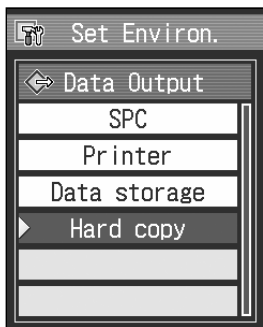 Set Environ.
Data Output
SPC
Printer
Data storage
Hard copy